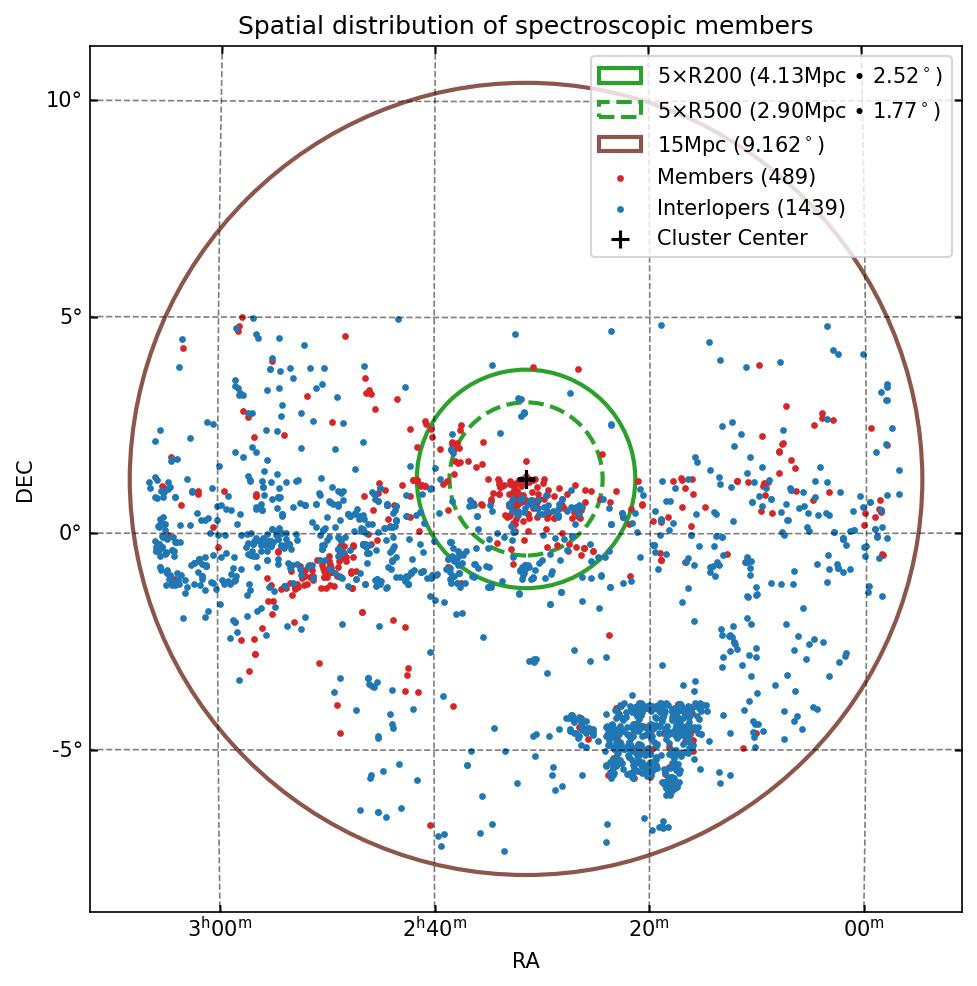 Spatial distribution of spectroscopic members
5×R200 (4.13Mpc • 2.52°)
5×R500 (2.90Mpc • 1.77°)
15Mpc (9.162°)
Members (489)
Interlopers (1439)
Cluster Center
10°
5°
0°
-5°
DEC
3h00m
2h40m
20m
00m
RA